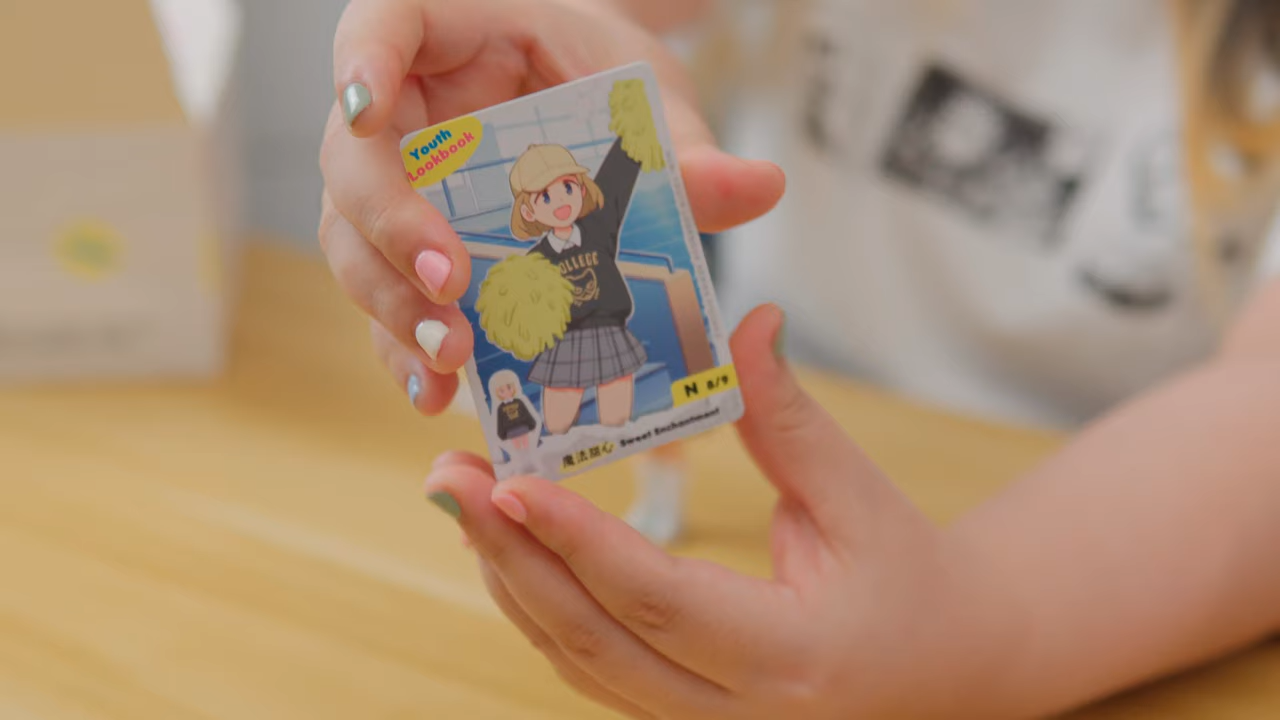 Youth
Lookbook
COLLEGE
N 8/9
魔法甜心 Sweet Enchantment